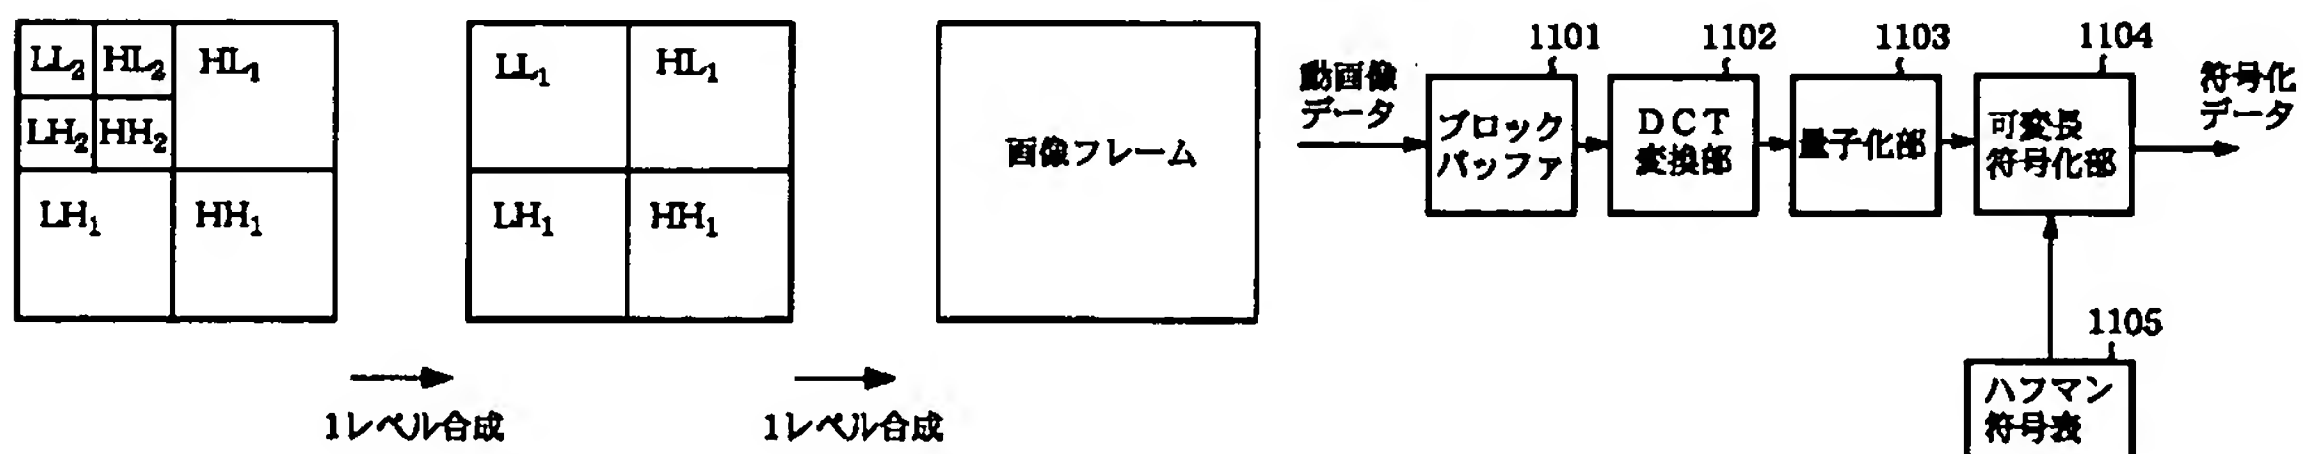 LL₂ HL₂ HL₁
LH₂ HH₂
LH₁ HH₁
1レベル合成
LL₁ HL₁
LH₁ HH₁
1レベル合成
画像フレーム
動画像
データ
1101
ブロック
バッファ
1102
DCT
変換部
1103
量子化部
1104
可変長
符号化部
符号化
データ
1105
ハフマン
符号表